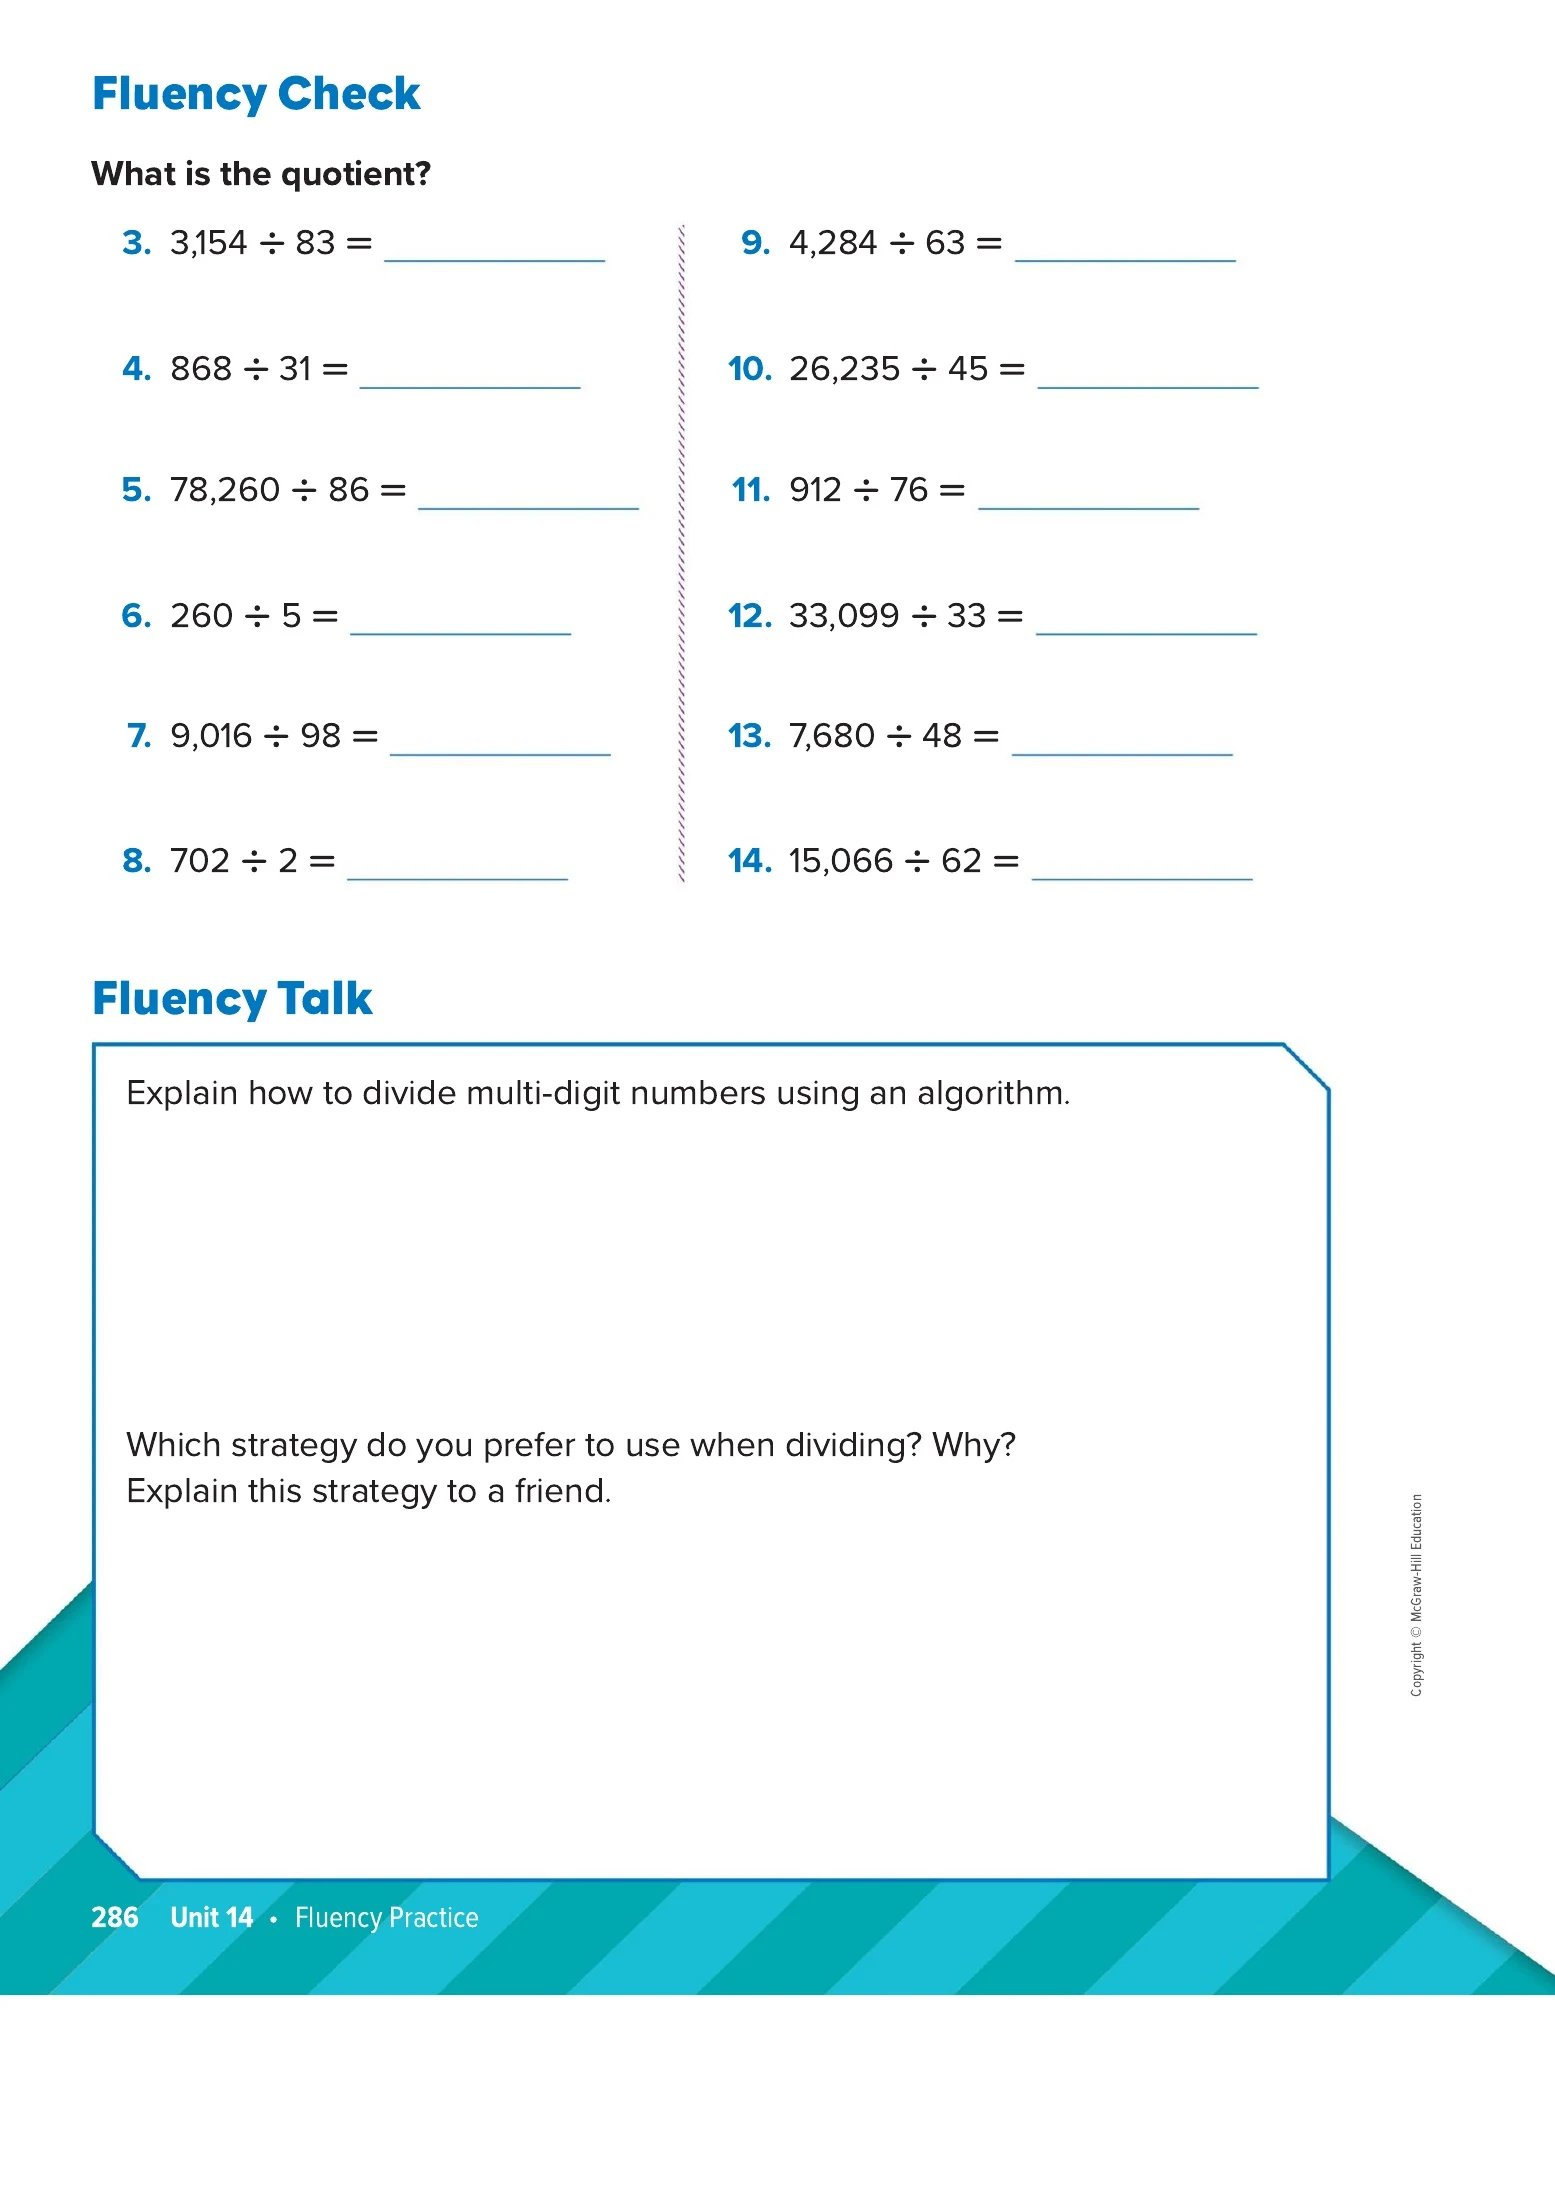 Fluency Check
What is the quotient?
3. 3,154 ÷ 83 =
4. 868 ÷ 31 =
5. 78,260 ÷ 86 =
6. 260 ÷ 5 =
7. 9,016 ÷ 98 =
8. 702 ÷ 2 =
9. 4,284 ÷ 63 =
10. 26,235 ÷ 45 =
11. 912 ÷ 76 =
12. 33,099 ÷ 33 =
13. 7,680 ÷ 48 =
14. 15,066 ÷ 62 =
Fluency Talk
Explain how to divide multi-digit numbers using an algorithm.
Which strategy do you prefer to use when dividing? Why?
Explain this strategy to a friend.
Copyright © McGraw-Hill Education
286 Unit 14 • Fluency Practice